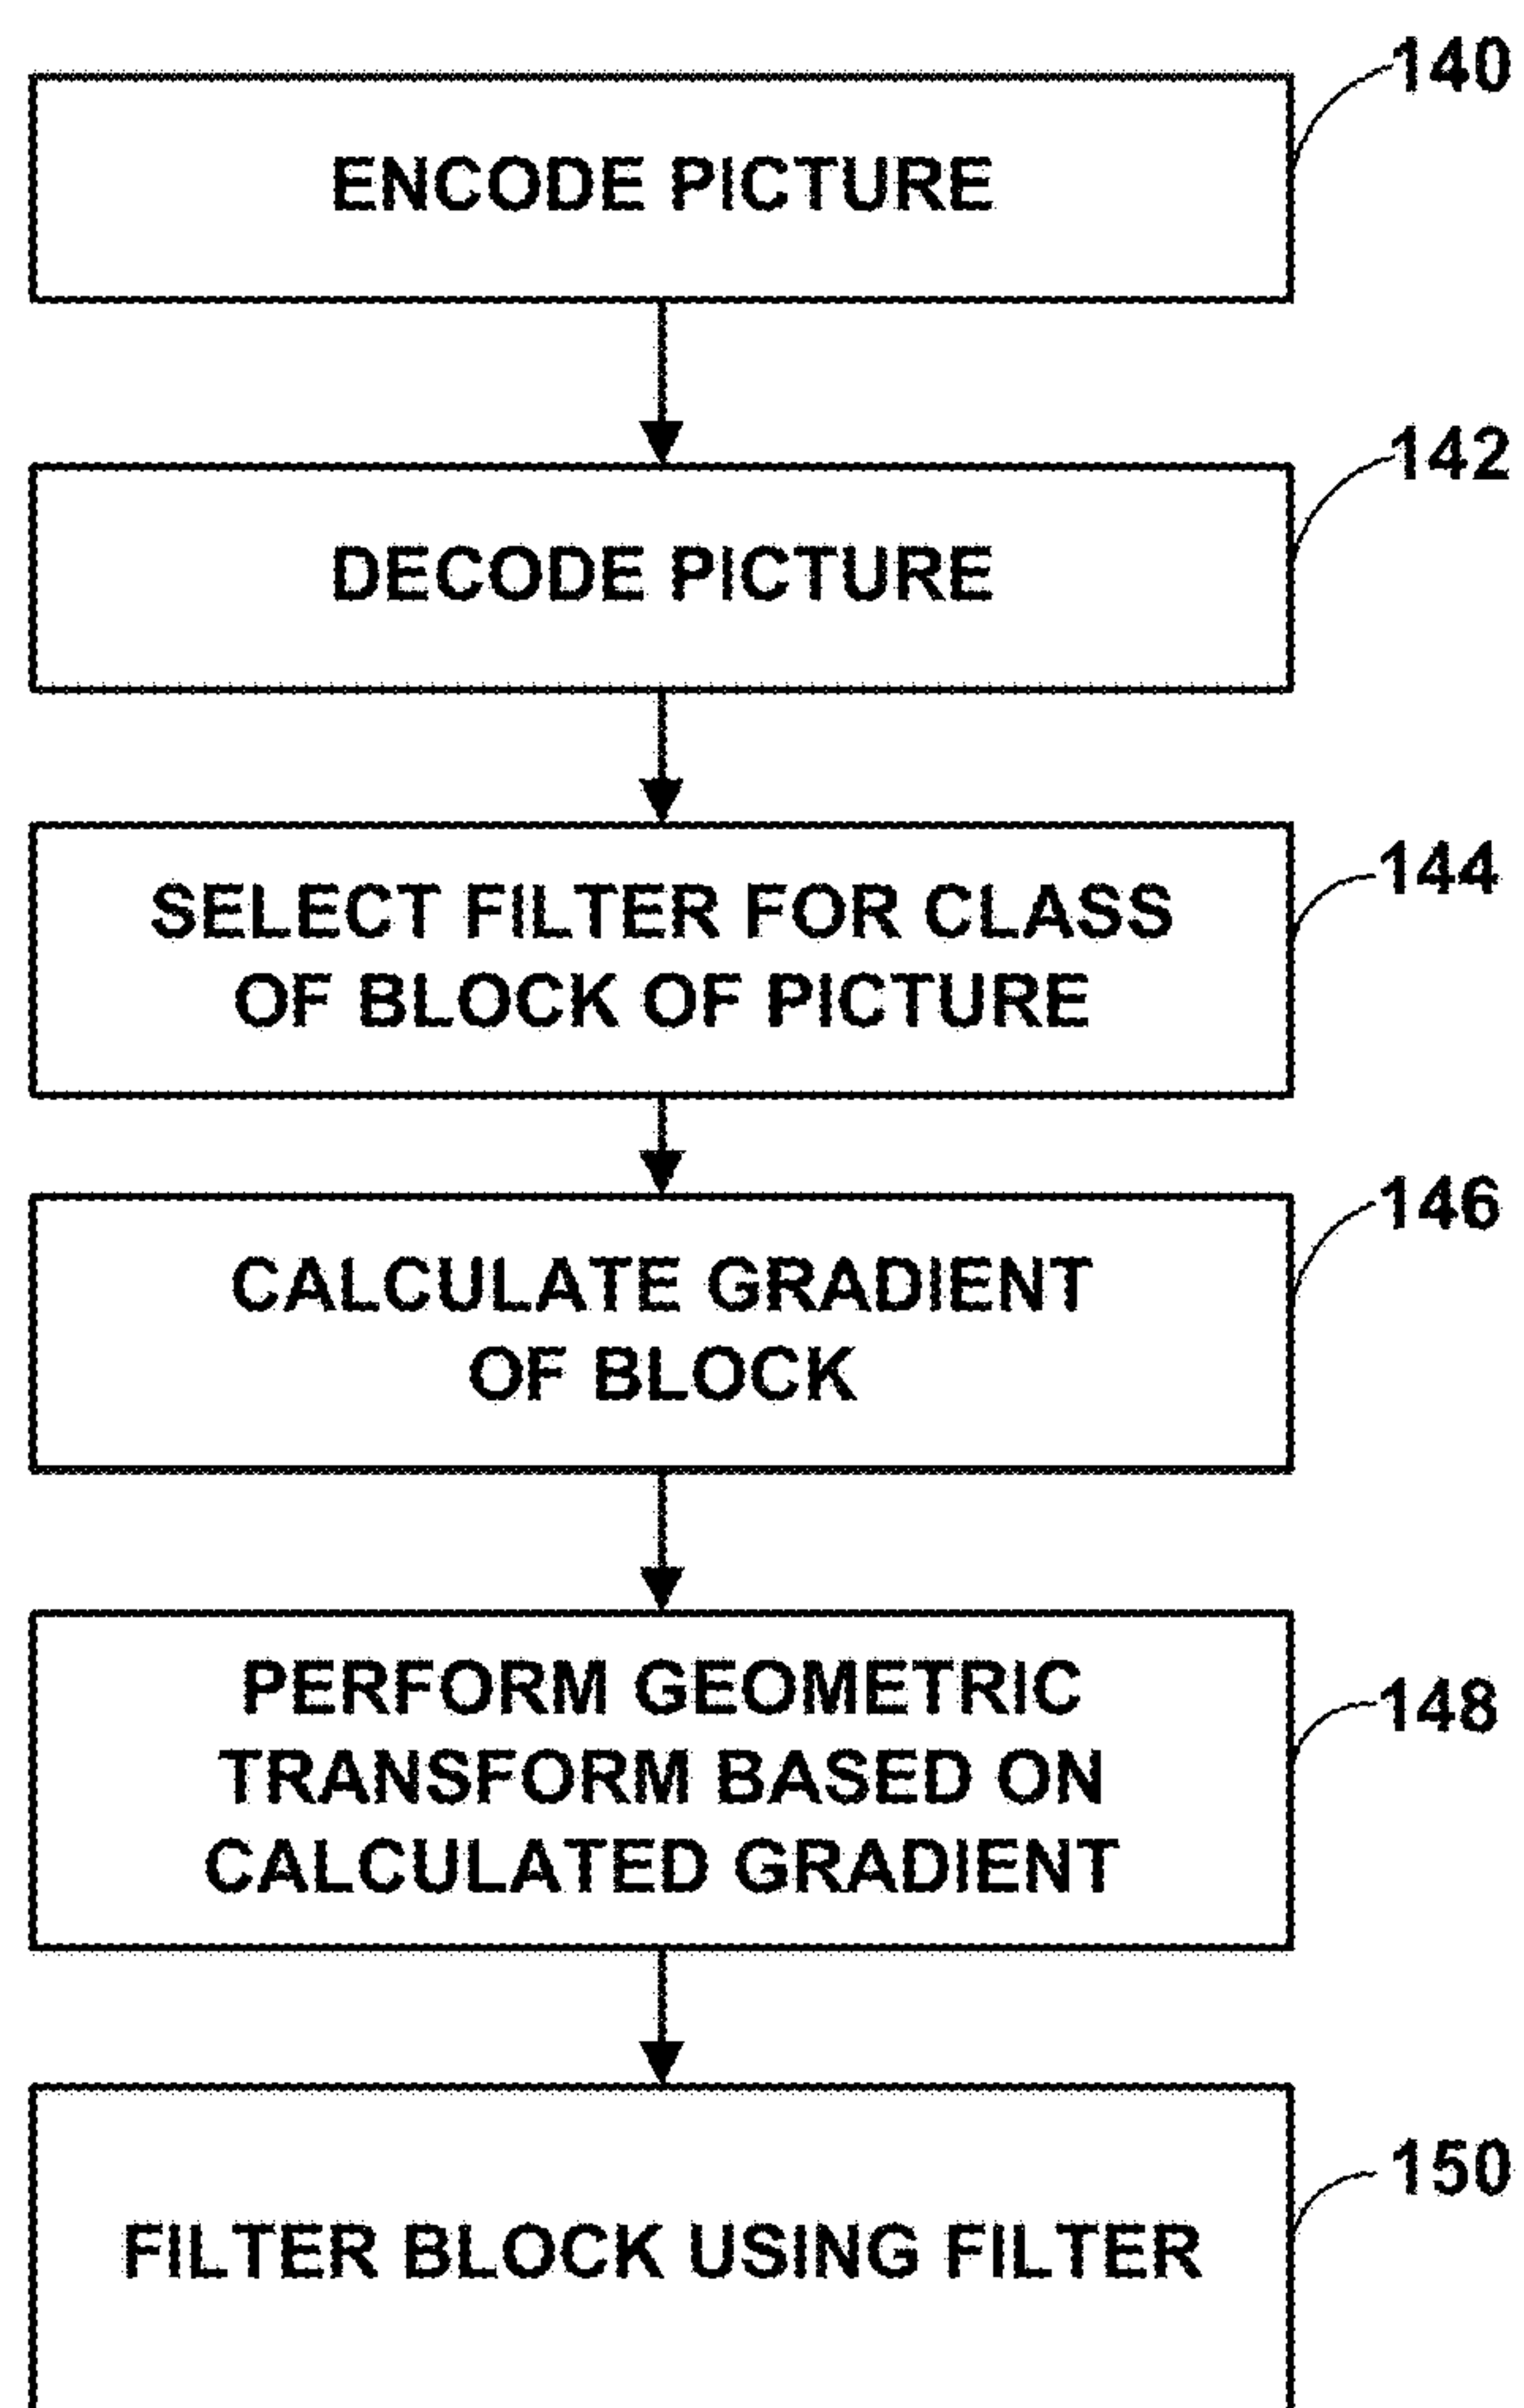 140
ENCODE PICTURE
142
DECODE PICTURE
144
SELECT FILTER FOR CLASS
OF BLOCK OF PICTURE
146
CALCULATE GRADIENT
OF BLOCK
148
PERFORM GEOMETRIC
TRANSFORM BASED ON
CALCULATED GRADIENT
150
FILTER BLOCK USING FILTER